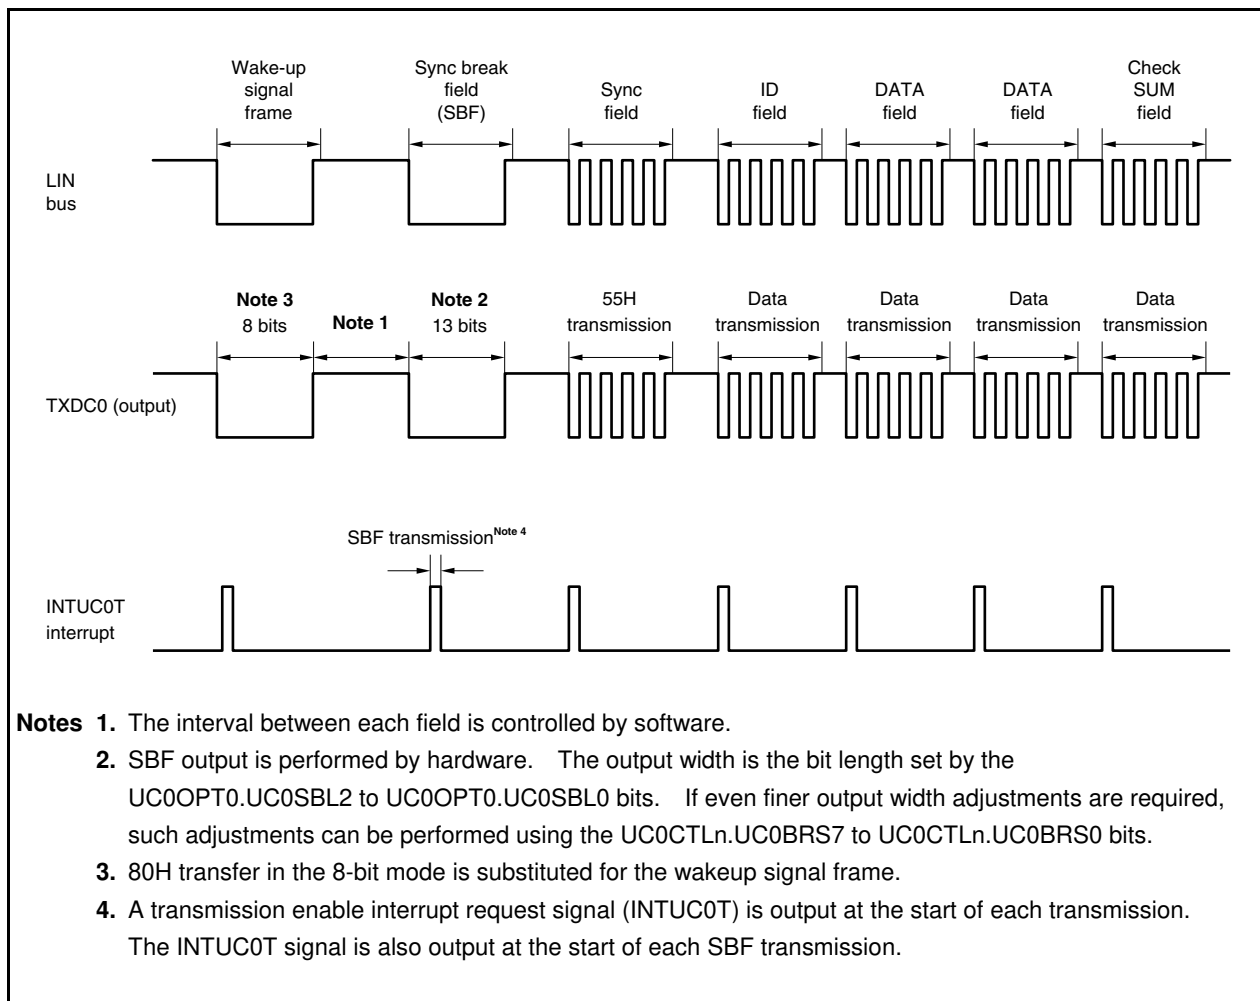 Wake-up
signal
frame
Sync break
field
(SBF)
Sync
field
ID
field
DATA
field
DATA
field
Check
SUM
field
LIN
bus
Note 3
8 bits
Note 1
Note 2
13 bits
55H
transmission
Data
transmission
Data
transmission
Data
transmission
Data
transmission
TXDC0 (output)
SBF transmission Note 4
INTUC0T
interrupt
Notes 1. The interval between each field is controlled by software.
2. SBF output is performed by hardware. The output width is the bit length set by the
UC0OPT0.UC0SBL2 to UC0OPT0.UC0SBL0 bits. If even finer output width adjustments are required,
such adjustments can be performed using the UC0CTLn.UC0BRS7 to UC0CTLn.UC0BRS0 bits.
3. 80H transfer in the 8-bit mode is substituted for the wakeup signal frame.
4. A transmission enable interrupt request signal (INTUC0T) is output at the start of each transmission.
The INTUC0T signal is also output at the start of each SBF transmission.